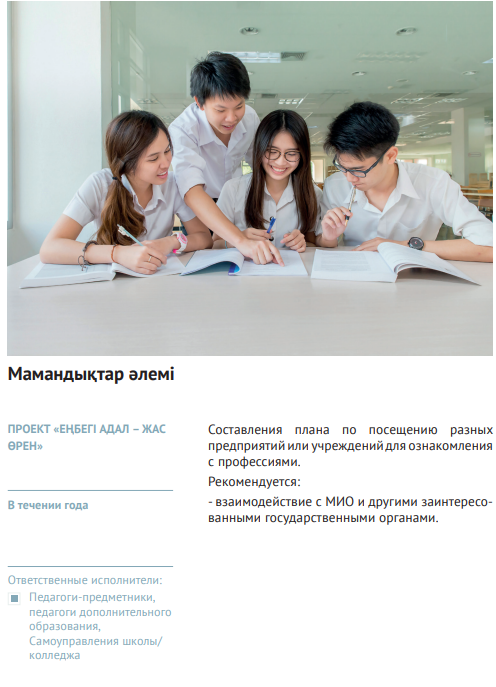 Мамандықтар әлемі
ПРОЕКТ «ЕҢБЕГІ АДАЛ – ЖАС
ӨРЕН»
В течении года
Ответственные исполнители:
Педагоги-предметники,
педагоги дополнительного
образования,
Самоуправления школы/
колледжа
Составления плана по посещению разных
предприятий или учреждений для ознакомления
с профессиями.
Рекомендуется:
- взаимодействие с МИО и другими заинтересо-
ванными государственными органами.